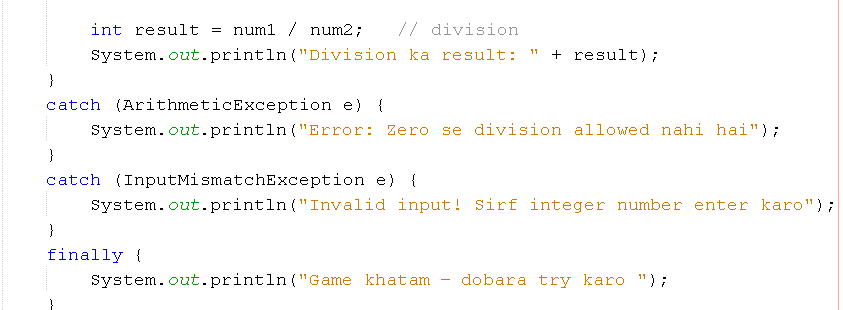 int result = num1 / num2;   // division
System.out.println("Division ka result: " + result);
}
catch (ArithmeticException e) {
System.out.println("Error: Zero se division allowed nahi hai");
}
catch (InputMismatchException e) {
System.out.println("Invalid input! Sirf integer number enter karo");
}
finally {
System.out.println("Game khatam – dobara try karo ");
}